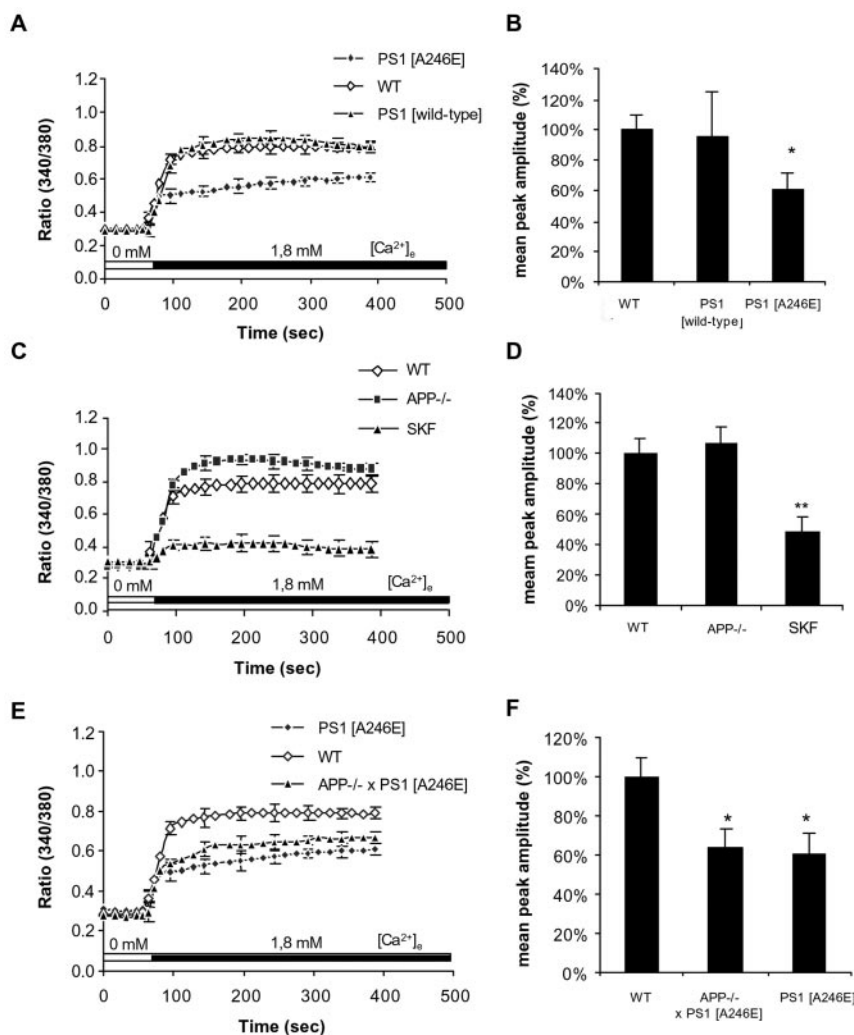 A
PS1 [A246E]
WT
PS1 [wild-type]
Ratio (340/380)
1.2
1.0
0.8
0.6
0.4
0.2
0.0
0 mM
1,8 mM
[Ca2+]e
0
100
200
300
400
500
Time (sec)
B
mean peak amplitude (%)
140%
120%
100%
80%
60%
40%
20%
0%
*
WT
PS1
[wild-type]
PS1 [A246E]
C
WT
APP-/-
SKF
Ratio (340/380)
1.2
1.0
0.8
0.6
0.4
0.2
0.0
0 mM
1,8 mM
[Ca2+]e
0
100
200
300
400
500
Time (sec)
D
meam peak amplitude (%)
140%
120%
100%
80%
60%
40%
20%
0%
**
WT
APP-/-
SKF
E
PS1 [A246E]
WT
APP-/- x PS1 [A246E]
Ratio (340/380)
1.2
1.0
0.8
0.6
0.4
0.2
0.0
0 mM
1,8 mM
[Ca2+]e
0
100
200
300
400
500
Time (sec)
F
mean peak amplitude (%)
120%
100%
80%
60%
40%
20%
0%
*
*
WT
APP-/-
x PS1 [A246E]
PS1 [A246E]